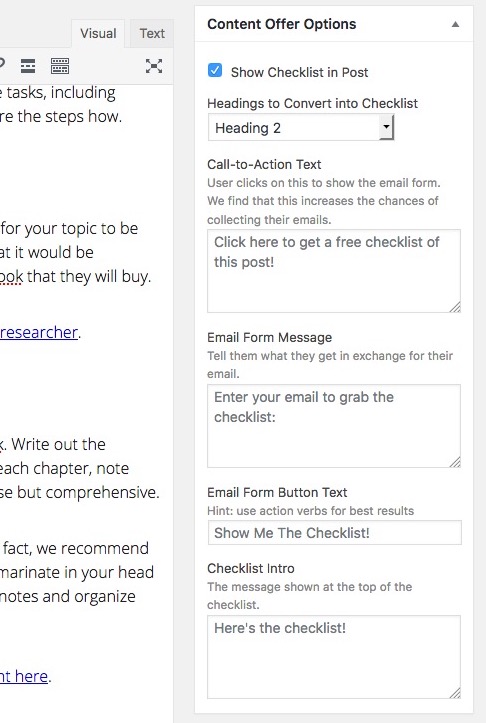 Visual
Text
e tasks, including
re the steps how.
for your topic to be
at it would be
ook that they will buy.
researcher.
k. Write out the
each chapter, note
se but comprehensive.
fact, we recommend
marinate in your head
notes and organize
nt here.
Content Offer Options
Show Checklist in Post
Headings to Convert into Checklist
Heading 2
Call-to-Action Text
User clicks on this to show the email form.
We find that this increases the chances of
collecting their emails.
Click here to get a free checklist of
this post!
Email Form Message
Tell them what they get in exchange for their
email.
Enter your email to grab the
checklist:
Email Form Button Text
Hint: use action verbs for best results
Show Me The Checklist!
Checklist Intro
The message shown at the top of the
checklist.
Here's the checklist!